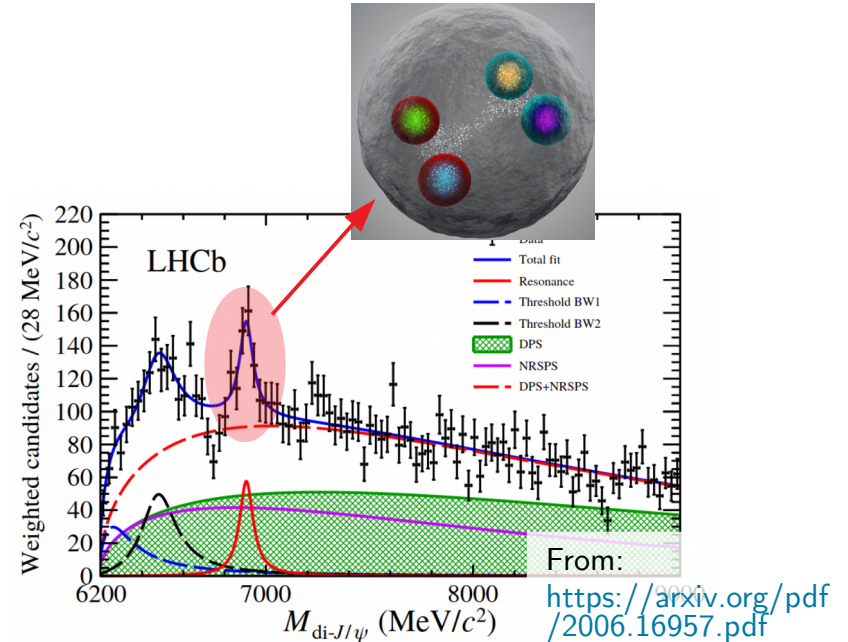 220
200
180
160
140
120
100
80
60
40
20
0
Weighted candidates / (28 MeV/c²)
LHCb
Data
Total fit
Resonance
Threshold BW1
Threshold BW2
DPS
NRSPS
DPS+NRSPS
6200 7000 8000 9000
M di-J/ψ (MeV/c²)
From:
https://arxiv.org/pdf
/2006.16957.pdf